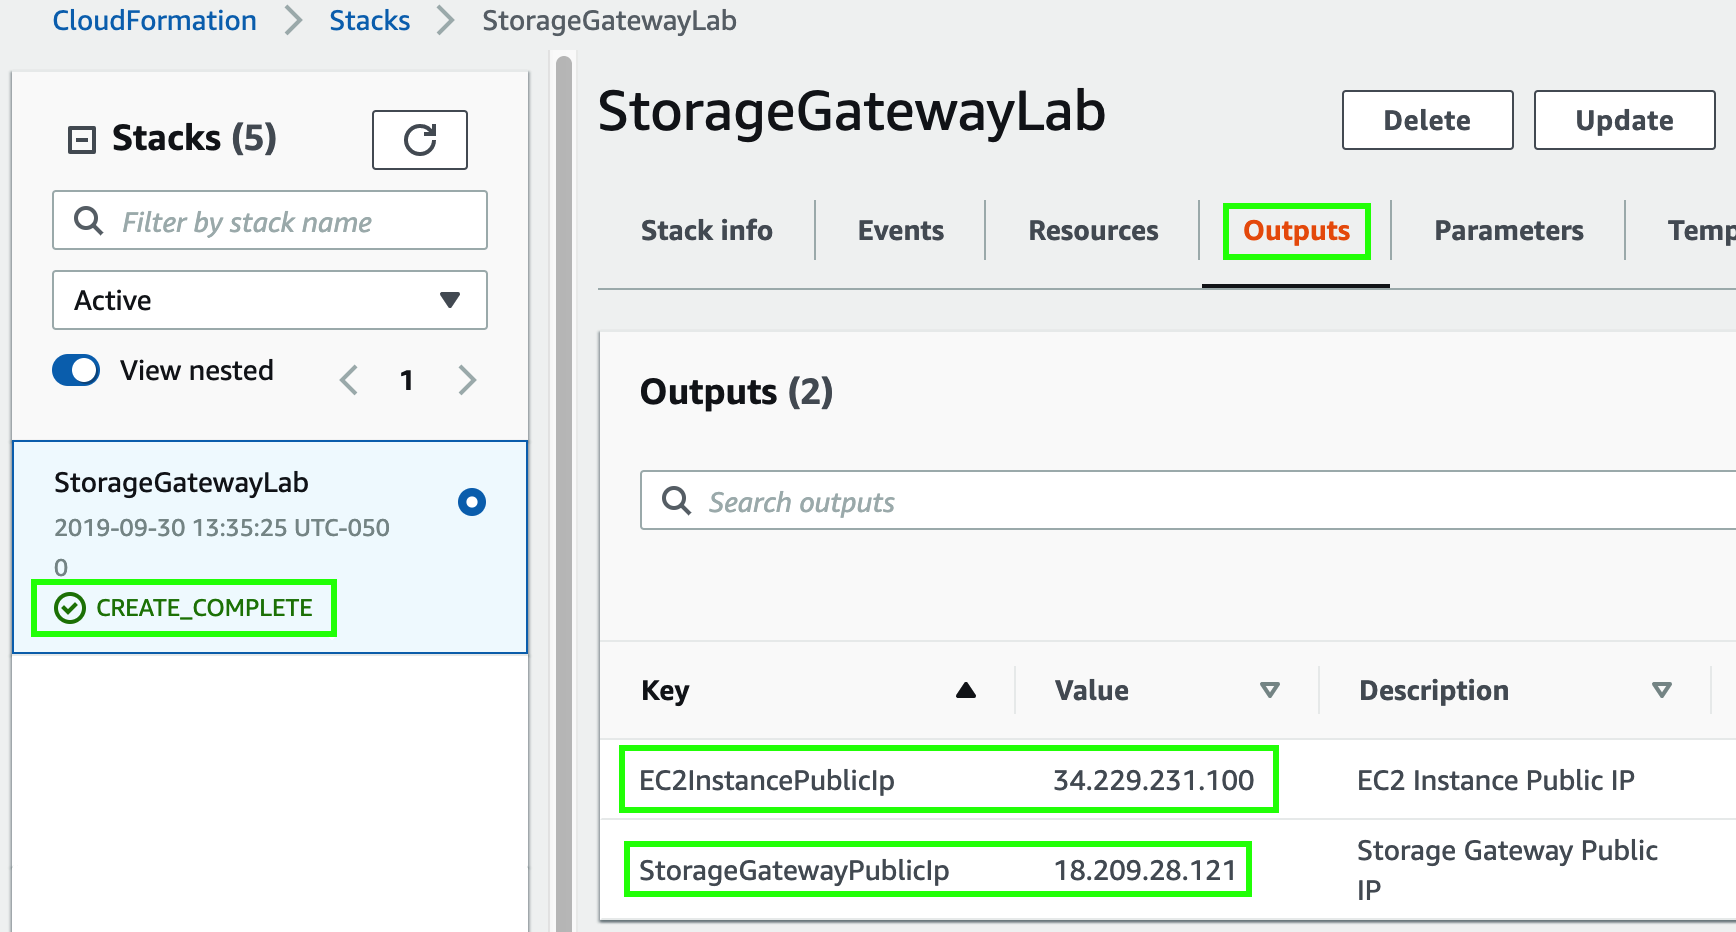 CloudFormation > Stacks > StorageGatewayLab
Stacks (5)
Filter by stack name
Active
View nested
1
StorageGatewayLab
2019-09-30 13:35:25 UTC-050
0
CREATE_COMPLETE
StorageGatewayLab
Delete Update
Stack info Events Resources Outputs Parameters Temp
Outputs (2)
Search outputs
Key Value Description
EC2InstancePublicIp 34.229.231.100 EC2 Instance Public IP
StorageGatewayPublicIp 18.209.28.121 Storage Gateway Public
IP